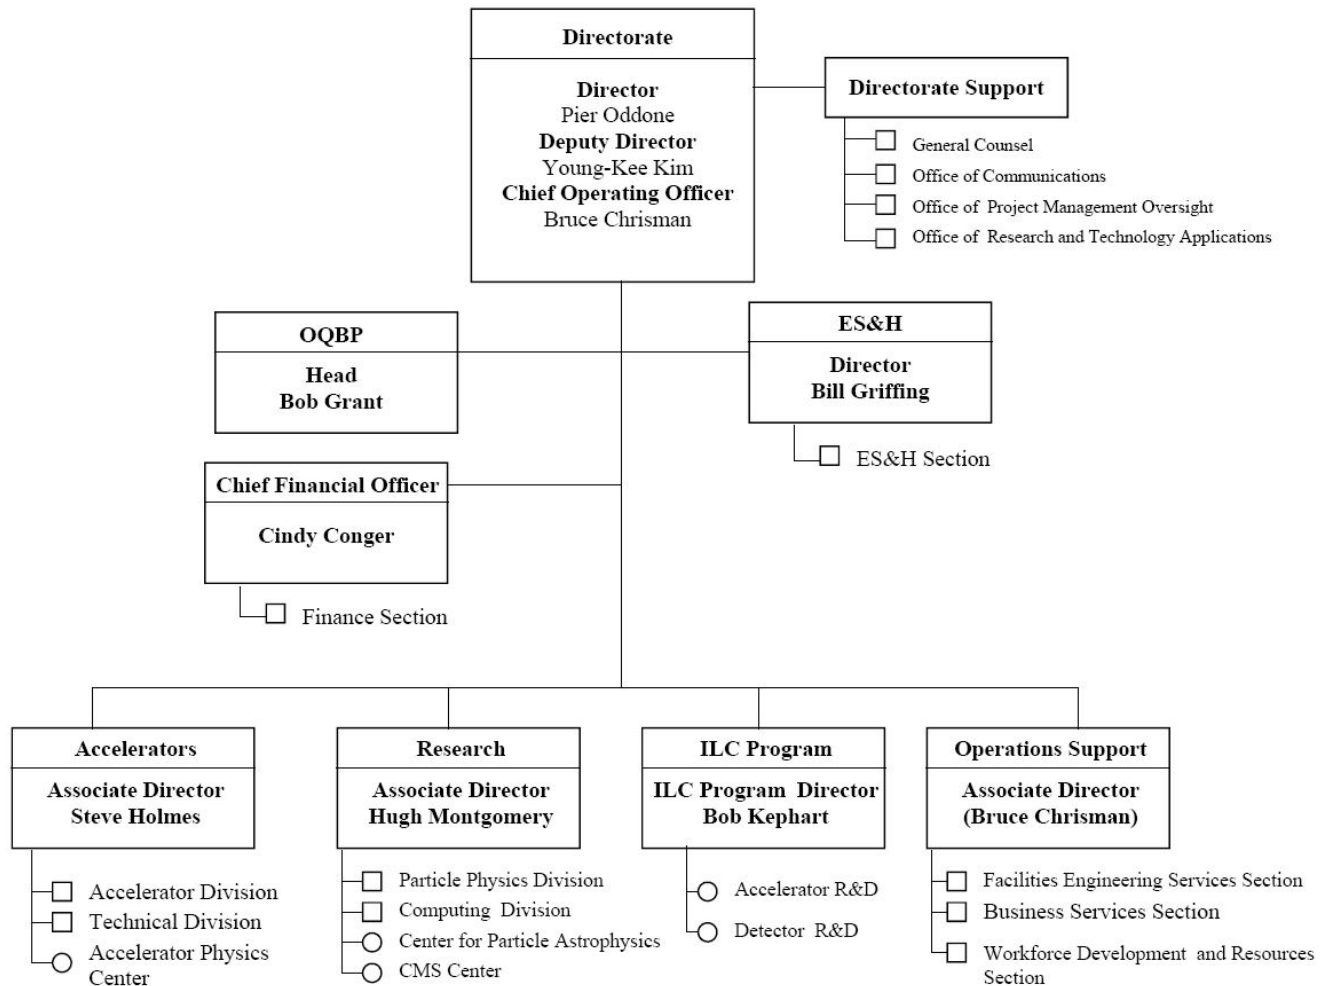 Directorate
Director
Pier Oddone
Deputy Director
Young-Kee Kim
Chief Operating Officer
Bruce Chrisman
Directorate Support
General Counsel
Office of Communications
Office of Project Management Oversight
Office of Research and Technology Applications
OQBP
Head
Bob Grant
ES&H
Director
Bill Griffing
ES&H Section
Chief Financial Officer
Cindy Conger
Finance Section
Accelerators
Associate Director
Steve Holmes
Accelerator Division
Technical Division
Accelerator Physics
Center
Research
Associate Director
Hugh Montgomery
Particle Physics Division
Computing Division
Center for Particle Astrophysics
CMS Center
ILC Program
ILC Program Director
Bob Kephart
Accelerator R&D
Detector R&D
Operations Support
Associate Director
(Bruce Chrisman)
Facilities Engineering Services Section
Business Services Section
Workforce Development and Resources
Section